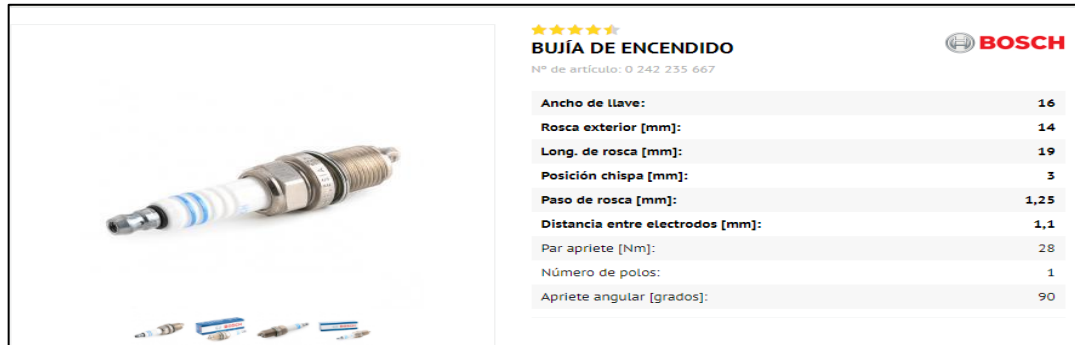 BUJÍA DE ENCENDIDO
BOSCH
Nº de artículo: 0 242 235 667
Ancho de llave: 16
Rosca exterior [mm]: 14
Long. de rosca [mm]: 19
Posición chispa [mm]: 3
Paso de rosca [mm]: 1,25
Distancia entre electrodos [mm]: 1,1
Par apriete [Nm]: 28
Número de polos: 1
Apriete angular [grados]: 90
BOSCH